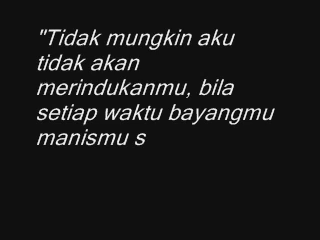 "Tidak mungkin aku
tidak akan
merindukanmu, bila
setiap waktu bayangmu
manismu s